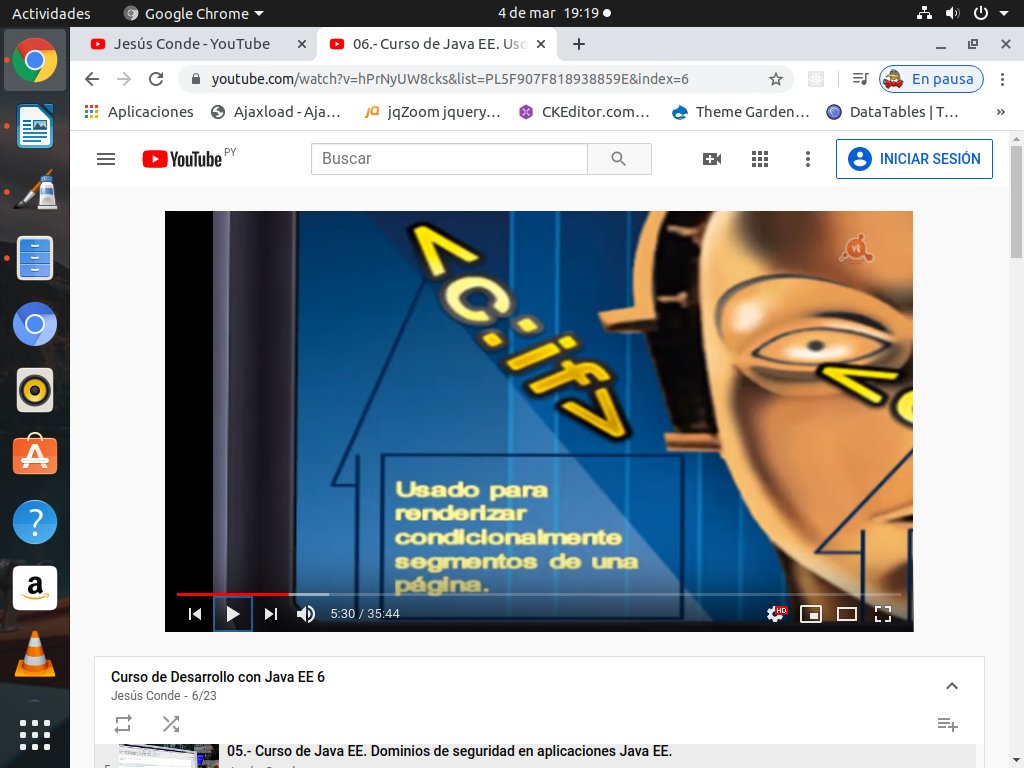 Actividades
Google Chrome
4 de mar 19:19
Jesús Conde - YouTube
06.- Curso de Java EE. Uso
youtube.com/watch?v=hPrNyUW8cks&list=PL5F907F818938859E&index=6
En pausa
Aplicaciones
Ajaxload - Aja...
jQ
jqZoom jquery...
CKEditor.com...
Theme Garden...
DataTables | T...
»
YouTube PY
Buscar
INICIAR SESIÓN
<c:if>
<c
vt
Usado para
renderizar
condicionalmente
segmentos de una
página.
5:30 / 35:44
HD
Curso de Desarrollo con Java EE 6
Jesús Conde - 6/23
05.- Curso de Java EE. Dominios de seguridad en aplicaciones Java EE.